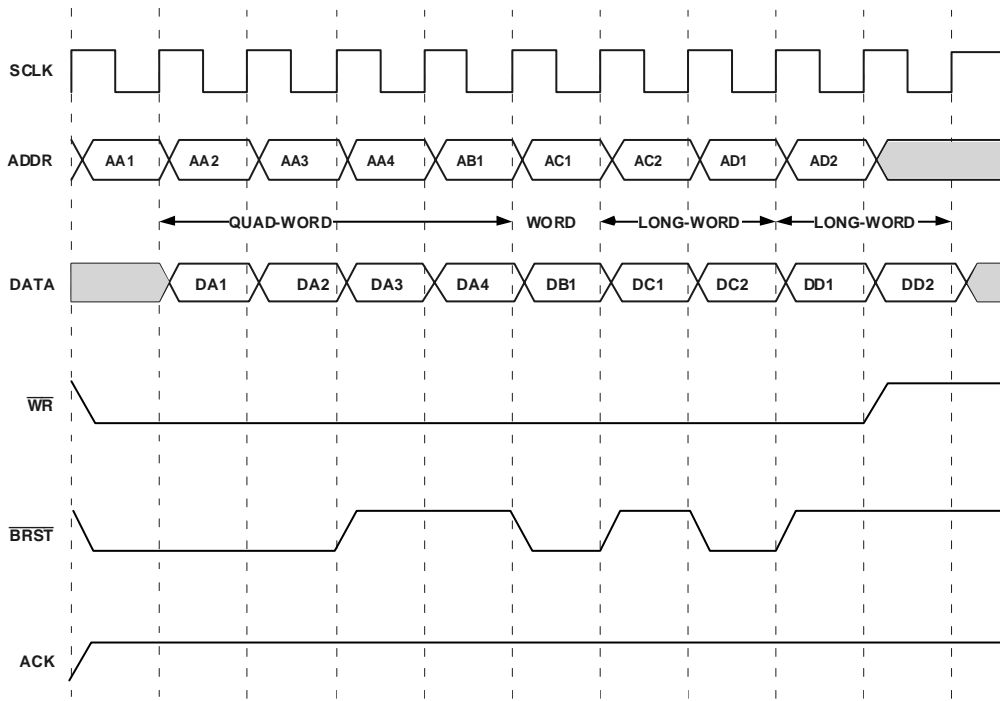 SCLK
ADDR AA1 AA2 AA3 AA4 AB1 AC1 AC2 AD1 AD2
QUAD-WORD WORD LONG-WORD LONG-WORD
DATA DA1 DA2 DA3 DA4 DB1 DC1 DC2 DD1 DD2
WR
BRST
ACK